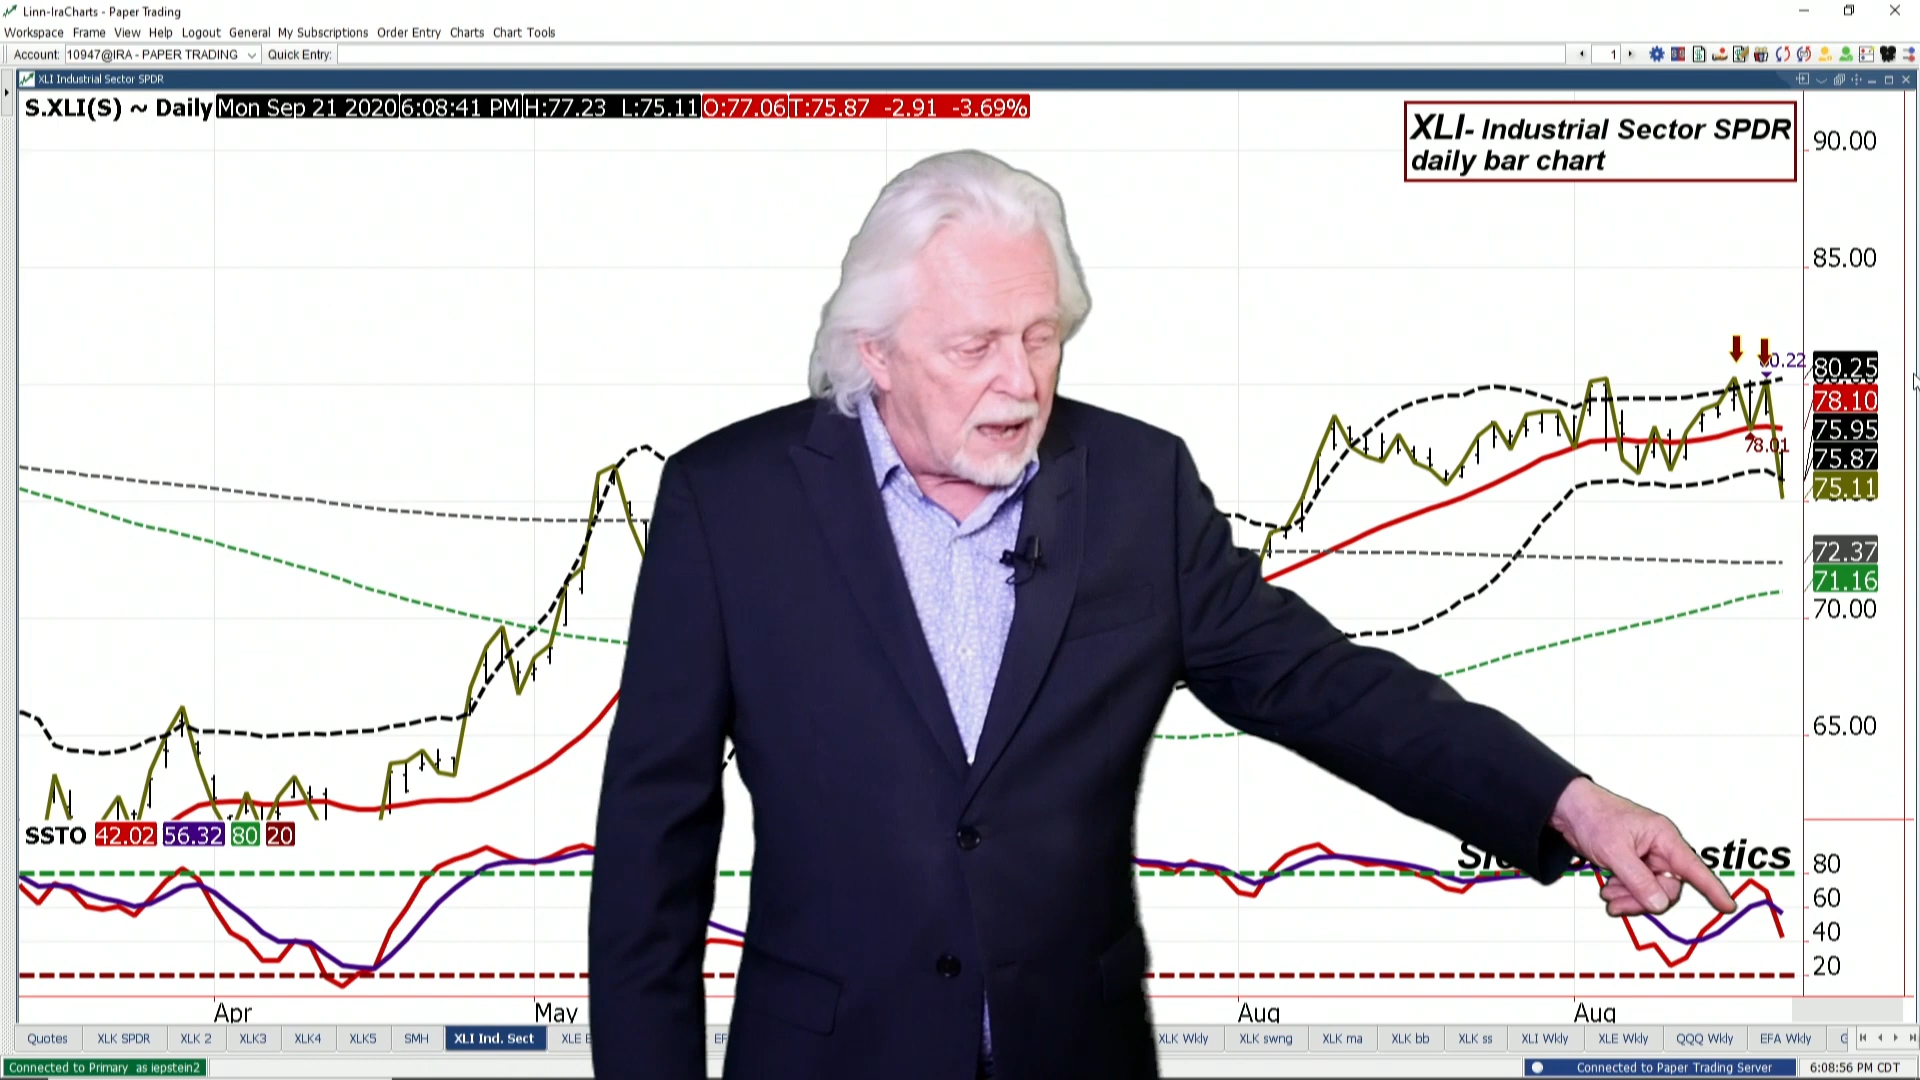 Linn-IraCharts - Paper Trading
Workspace Frame View Help Logout General My Subscriptions Order Entry Charts Chart Tools
Account: 10947@IRA - PAPER TRADING Quick Entry: 1
XLI Industrial Sector SPDR
S.XLI(S) ~ Daily Mon Sep 21 2020 6:08:41 PM H:77.23 L:75.11 O:77.06 T:75.87 -2.91 -3.69%
XLI- Industrial Sector SPDR
daily bar chart
90.00
85.00
0.22
80.25
78.10
75.95
78.01
75.87
75.11
72.37
71.16
70.00
65.00
SSTO 42.02 56.32 80 20
stics
80
60
40
20
Apr May Aug Aug
Quotes XLK SPDR XLK 2 XLK3 XLK4 XLK5 SMH XLI Ind. Sect XLE E EF XLK Wkly XLK swng XLK ma XLK bb XLK ss XLI Wkly XLE Wkly QQQ Wkly EFA Wkly
Connected to Primary as iepstein2 Connected to Paper Trading Server 6:08:56 PM CDT